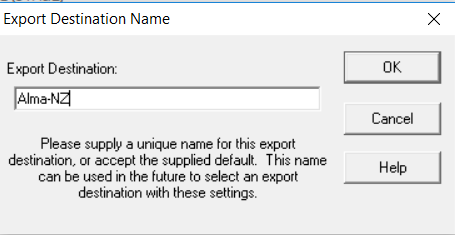 Export Destination Name
Export Destination:
OK
Alma-NZ
Cancel
Please supply a unique name for this export
destination, or accept the supplied default. This name
can be used in the future to select an export
destination with these settings.
Help